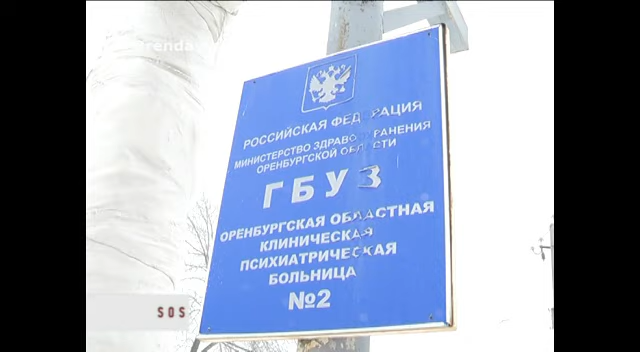 РОССИЙСКАЯ ФЕДЕРАЦИЯ
МИНИСТЕРСТВО ЗДРАВООХРАНЕНИЯ
ОРЕНБУРГСКОЙ ОБЛАСТИ
ГБУЗ
ОРЕНБУРГСКАЯ ОБЛАСТНАЯ
КЛИНИЧЕСКАЯ
ПСИХИАТРИЧЕСКАЯ
БОЛЬНИЦА
№2
SOS